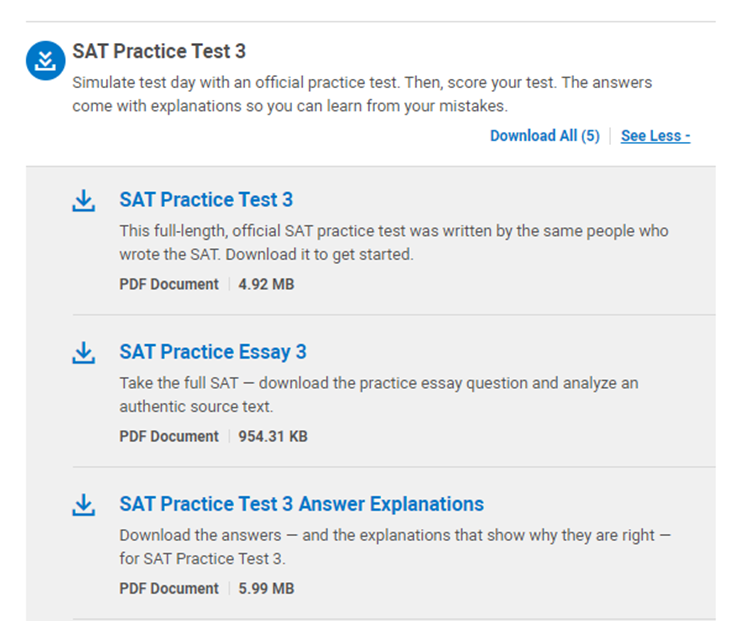 SAT Practice Test 3
Simulate test day with an official practice test. Then, score your test. The answers
come with explanations so you can learn from your mistakes.
Download All (5) | See Less -
SAT Practice Test 3
This full-length, official SAT practice test was written by the same people who
wrote the SAT. Download it to get started.
PDF Document | 4.92 MB
SAT Practice Essay 3
Take the full SAT — download the practice essay question and analyze an
authentic source text.
PDF Document | 954.31 KB
SAT Practice Test 3 Answer Explanations
Download the answers — and the explanations that show why they are right —
for SAT Practice Test 3.
PDF Document | 5.99 MB